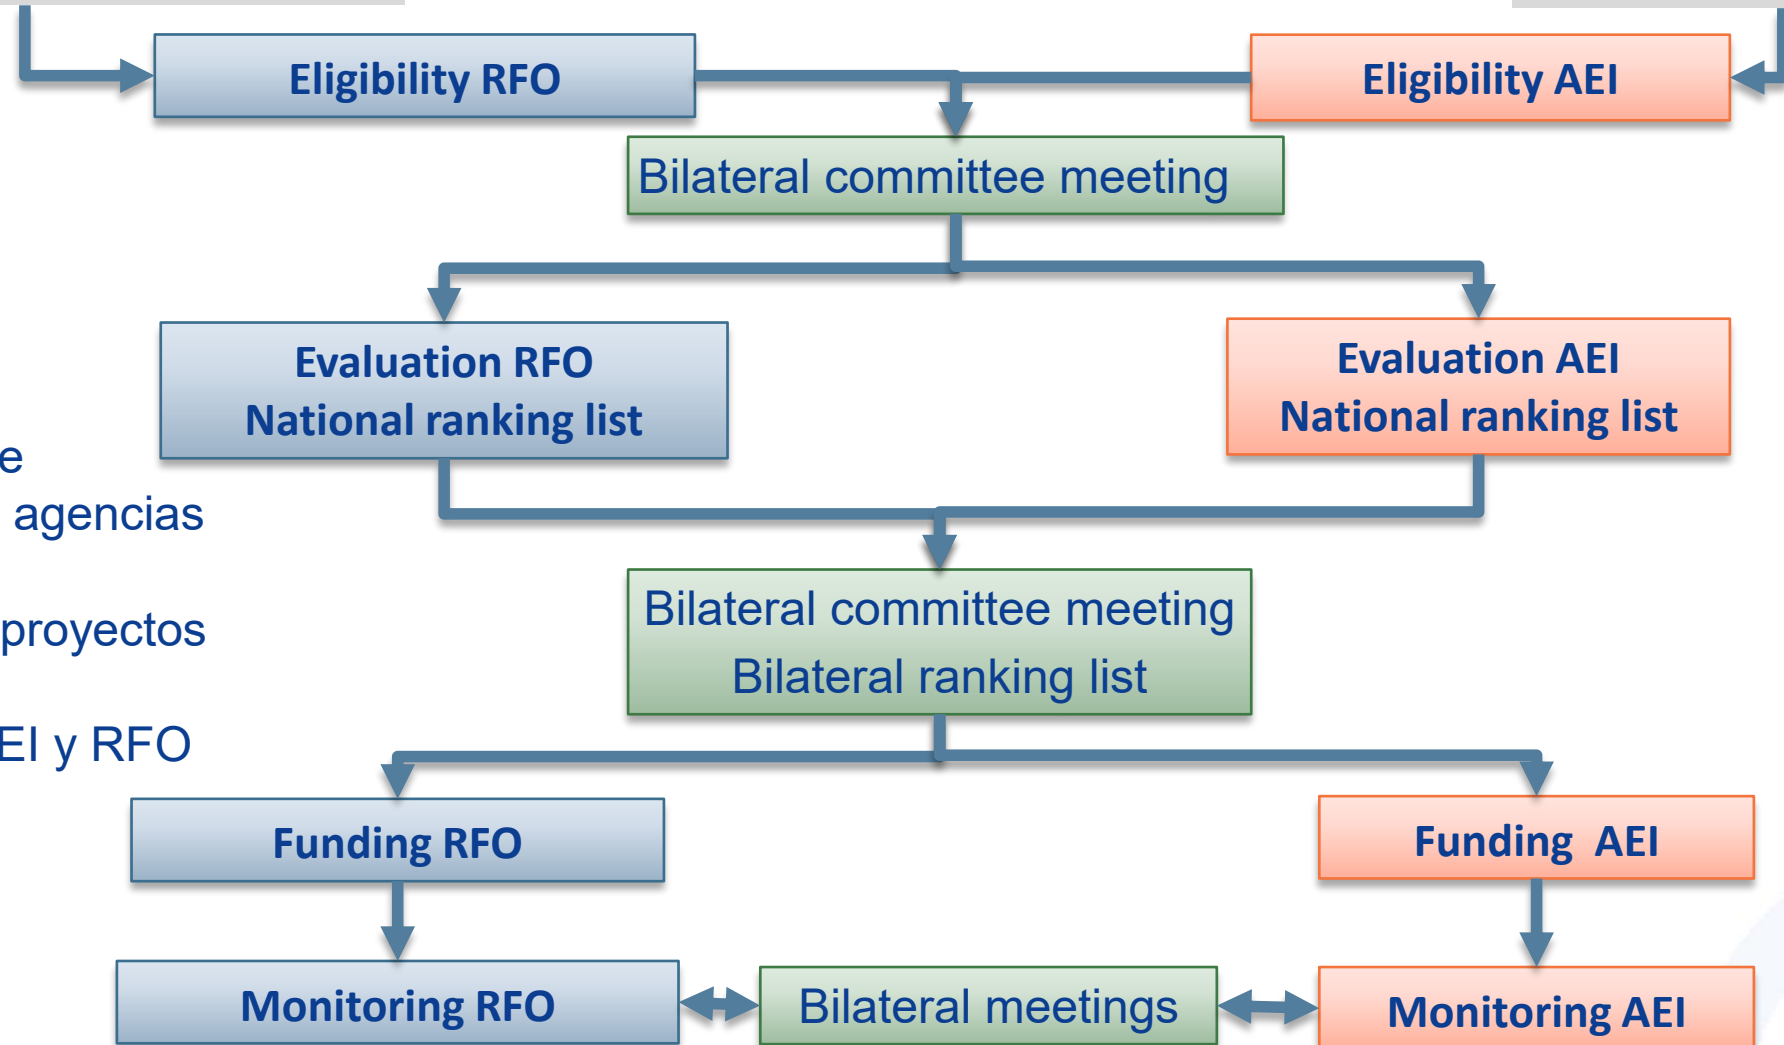 Eligibility RFO
Eligibility AEI
Bilateral committee meeting
Evaluation RFO
National ranking list
Evaluation AEI
National ranking list
agencias
proyectos
y RFO
Bilateral committee meeting
Bilateral ranking list
Funding RFO
Funding AEI
Monitoring RFO
Bilateral meetings
Monitoring AEI